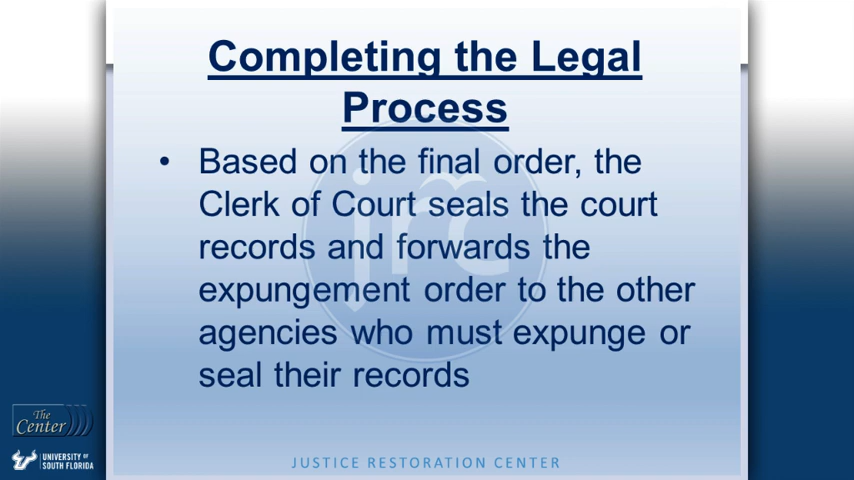 Completing the Legal
Process
• Based on the final order, the
Clerk of Court seals the court
records and forwards the
expungement order to the other
agencies who must expunge or
seal their records
jrc
The
Center
UNIVERSITY OF
SOUTH FLORIDA
JUSTICE RESTORATION CENTER